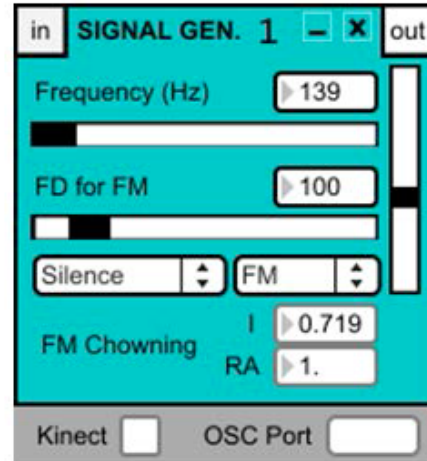 in SIGNAL GEN. 1 – × out
Frequency (Hz) 139
FD for FM 100
Silence FM
I 0.719
FM Chowning
RA 1.
Kinect OSC Port